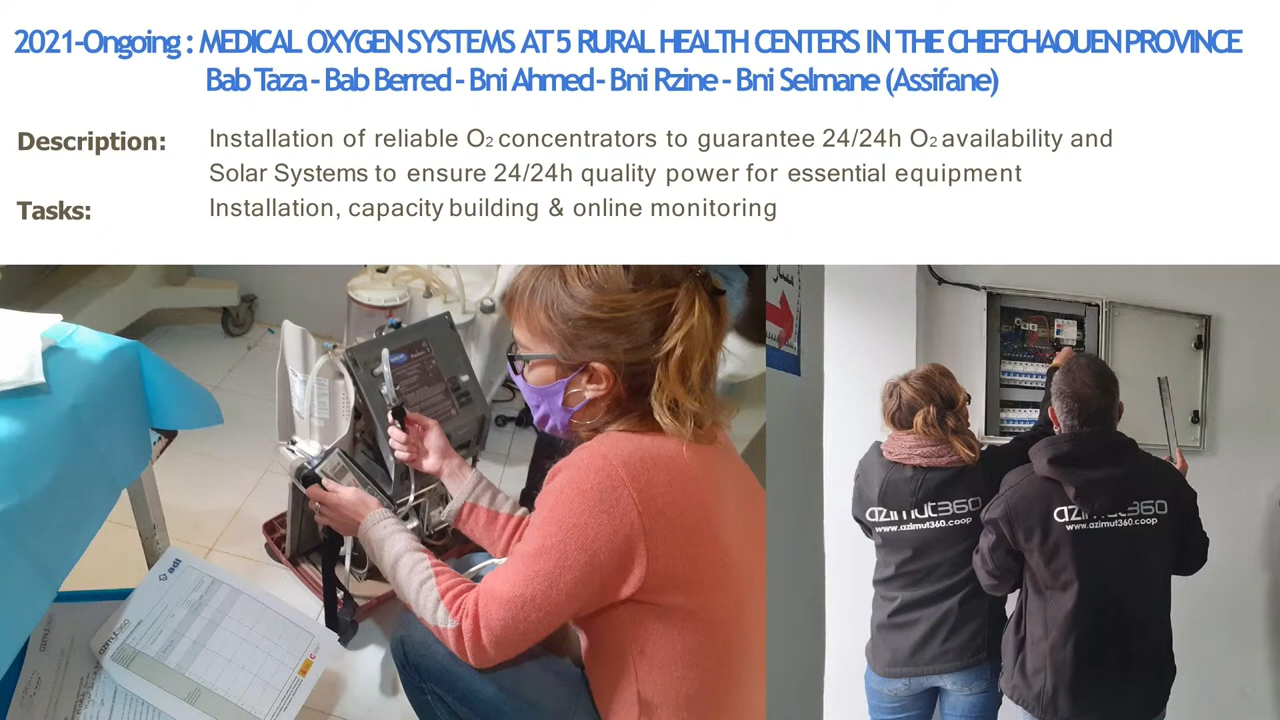 2021-Ongoing : MEDICAL OXYGEN SYSTEMS AT 5 RURAL HEALTH CENTERS IN THE CHEFCHAOUEN PROVINCE
Bab Taza - Bab Berred - Bni Ahmed - Bni Rzine - Bni Selmane (Assifane)
Description: Installation of reliable O₂ concentrators to guarantee 24/24h O₂ availability and
Solar Systems to ensure 24/24h quality power for essential equipment
Tasks: Installation, capacity building & online monitoring
adi
azimut360
azimut360
azimut360
www.azimut360.coop
azimut360
www.azimut360.coop